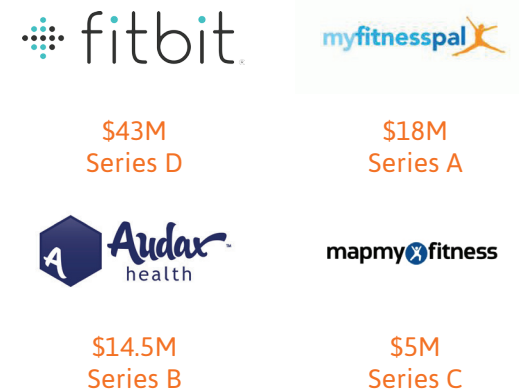 fitbit
myfitnesspal
$43M
Series D
$18M
Series A
A
Audax
health
mapmyfitness
$14.5M
Series B
$5M
Series C